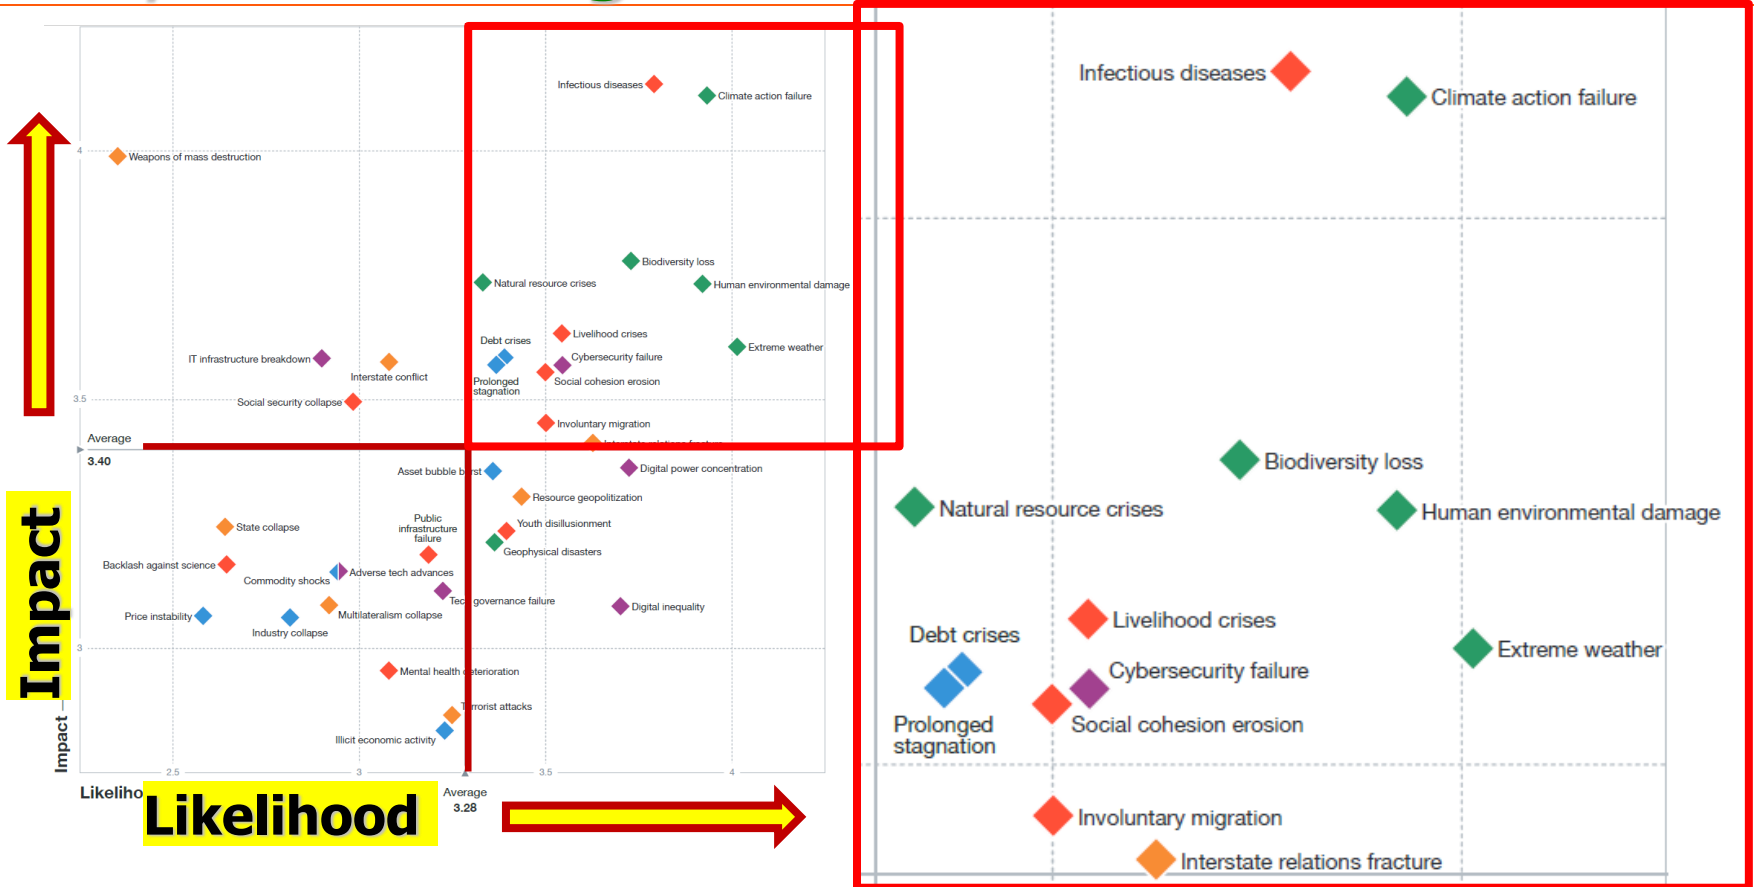 Infectious diseases
Climate action failure
4
Weapons of mass destruction
Biodiversity loss
Natural resource crises
Human environmental damage
Livelihood crises
Debt crises
Extreme weather
IT infrastructure breakdown
Cybersecurity failure
Interstate conflict
Prolonged
stagnation
Social cohesion erosion
3.5
Social security collapse
Involuntary migration
Average
3.40
Interstate relations fracture
Asset bubble burst
Digital power concentration
Resource geopolitization
Public
infrastructure
failure
State collapse
Youth disillusionment
Geophysical disasters
Backlash against science
Commodity shocks
Adverse tech advances
Tech governance failure
Price instability
Multilateralism collapse
Digital inequality
Industry collapse
3
Mental health deterioration
Terrorist attacks
Illicit economic activity
Impact
Impact
2.5
3
3.5
4
Likeliho
Likelihood
Average
3.28
Infectious diseases
Climate action failure
Biodiversity loss
Natural resource crises
Human environmental damage
Livelihood crises
Debt crises
Extreme weather
Cybersecurity failure
Prolonged
stagnation
Social cohesion erosion
Involuntary migration
Interstate relations fracture